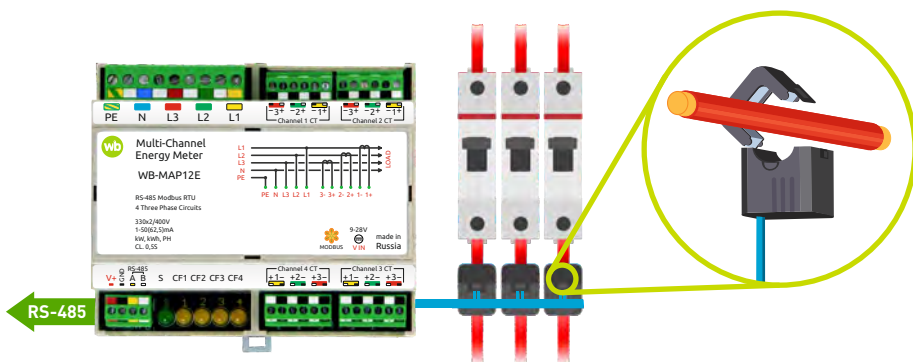 PE N L3 L2 L1
−3+ −2+ −1+ −3+ −2+ −1+
Channel 1 CT Channel 2 CT
wb
Multi-Channel
Energy Meter
WB-MAP12E
RS-485 Modbus RTU
4 Three Phase Circuits
330x2/400V
1-50(62,5)mA
kW, kWh, PH
CL. 0,5S
L1
L2
L3
N
PE
LOAD
PE N L3 L2 L1 3- 3+ 2- 2+ 1- 1+
MODBUS
9-28V
V IN
made in
Russia
V+ GND RS-485 A B S CF1 CF2 CF3 CF4
Channel 4 CT Channel 3 CT
+1− +2− +3− +1− +2− +3−
1 2 3 4
RS-485